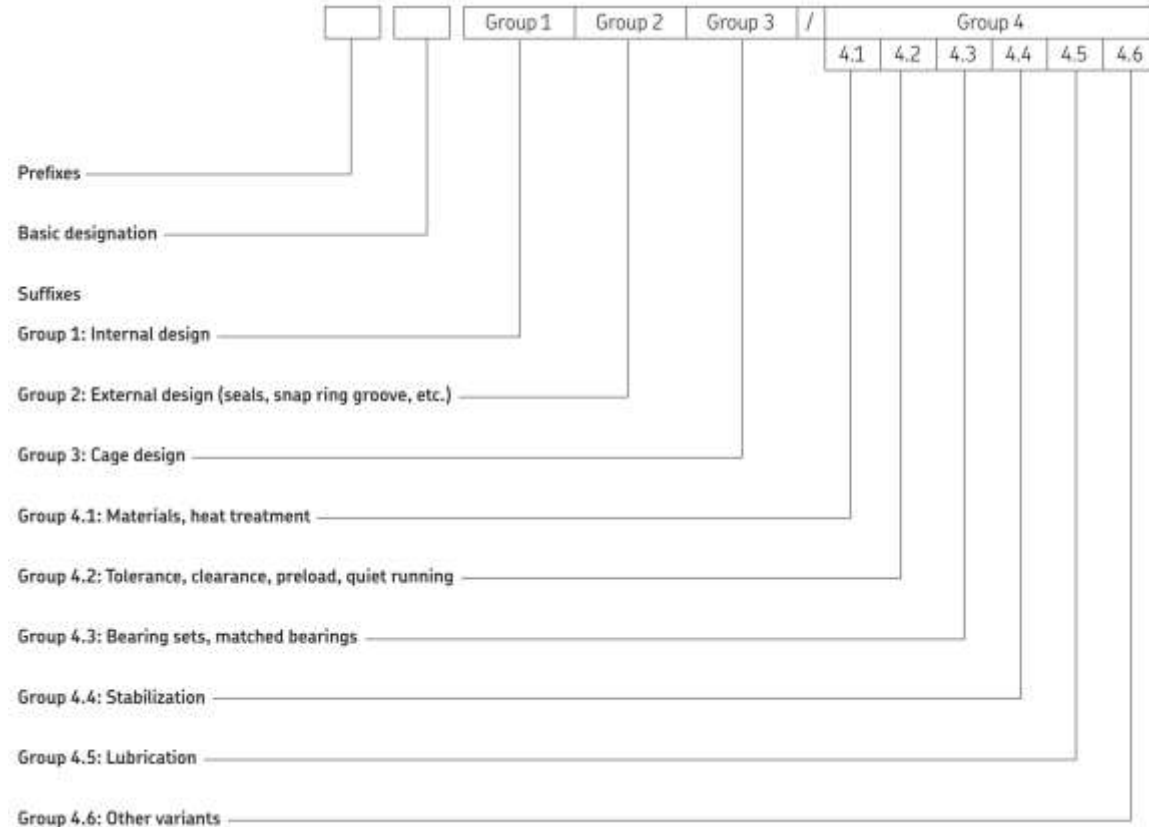 Group 1 Group 2 Group 3 / Group 4
4.1 4.2 4.3 4.4 4.5 4.6
Prefixes
Basic designation
Suffixes
Group 1: Internal design
Group 2: External design (seals, snap ring groove, etc.)
Group 3: Cage design
Group 4.1: Materials, heat treatment
Group 4.2: Tolerance, clearance, preload, quiet running
Group 4.3: Bearing sets, matched bearings
Group 4.4: Stabilization
Group 4.5: Lubrication
Group 4.6: Other variants